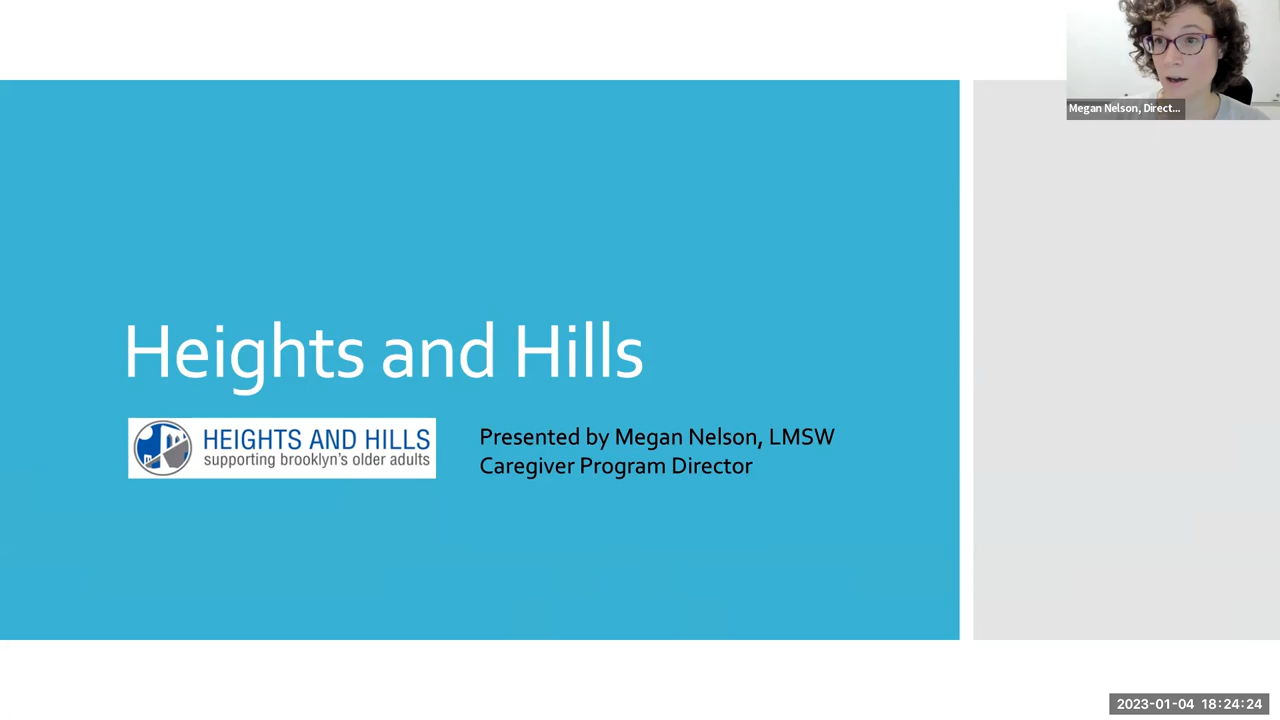 Megan Nelson, Direct...
Heights and Hills
HEIGHTS AND HILLS
supporting brooklyn's older adults
Presented by Megan Nelson, LMSW
Caregiver Program Director
2023-01-04 18:24:24